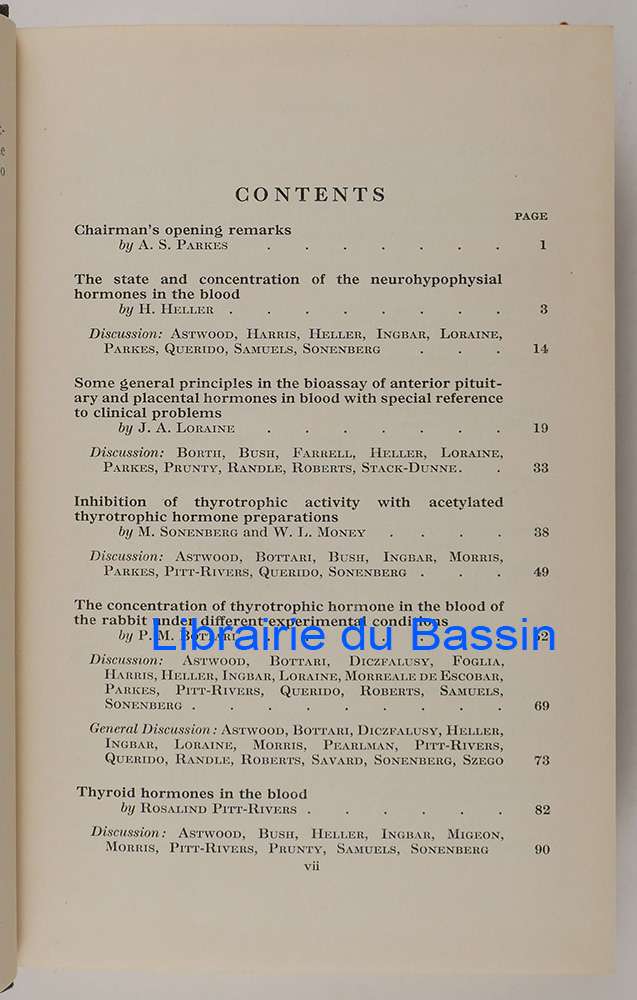 CONTENTS
PAGE
Chairman's opening remarks
by A. S. PARKES . . . . . . . 1
The state and concentration of the neurohypophysial
hormones in the blood
by H. HELLER . . . . . . . . 3
Discussion: ASTWOOD, HARRIS, HELLER, INGBAR, LORAINE,
PARKES, QUERIDO, SAMUELS, SONENBERG . . . 14
Some general principles in the bioassay of anterior pituit-
ary and placental hormones in blood with special reference
to clinical problems
by J. A. LORAINE . . . . . . . 19
Discussion: BORTH, BUSH, FARRELL, HELLER, LORAINE,
PARKES, PRUNTY, RANDLE, ROBERTS, STACK-DUNNE. . 33
Inhibition of thyrotrophic activity with acetylated
thyrotrophic hormone preparations
by M. SONENBERG and W. L. MONEY . . . . 38
Discussion: ASTWOOD, BOTTARI, BUSH, INGBAR, MORRIS,
PARKES, PITT-RIVERS, QUERIDO, SONENBERG . . . 49
The concentration of thyrotrophic hormone in the blood of
the rabbit under different experimental conditions
by P. M. BOTTARI . . . . . . . 52
Librairie du Bassin
Discussion: ASTWOOD, BOTTARI, DICZFALUSY, FOGLIA,
HARRIS, HELLER, INGBAR, LORAINE, MORREALE DE ESCOBAR,
PARKES, PITT-RIVERS, QUERIDO, ROBERTS, SAMUELS,
SONENBERG . . . . . . . . . 69
General Discussion: ASTWOOD, BOTTARI, DICZFALUSY, HELLER,
INGBAR, LORAINE, MORRIS, PEARLMAN, PITT-RIVERS,
QUERIDO, RANDLE, ROBERTS, SAVARD, SONENBERG, SZEGO 73
Thyroid hormones in the blood
by ROSALIND PITT-RIVERS . . . . . . 82
Discussion: ASTWOOD, BUSH, HELLER, INGBAR, MIGEON,
MORRIS, PITT-RIVERS, PRUNTY, SAMUELS, SONENBERG 90
vii